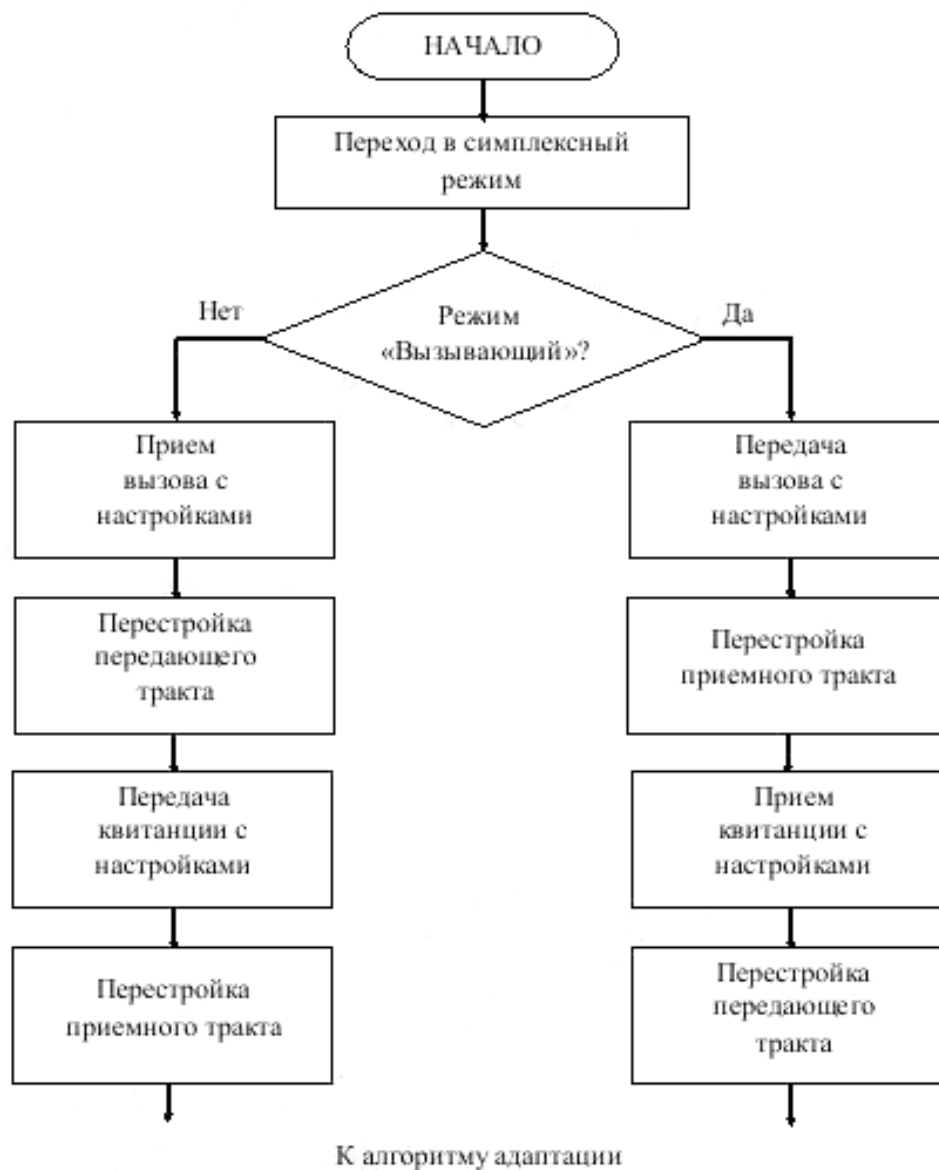 НАЧАЛО
Переход в симплексный
режим
Нет
Да
Режим
«Вызывающий»?
Прием
вызова с
настройками
Передача
вызова с
настройками
Перестройка
передающего
тракта
Перестройка
приемного тракта
Передача
квитанции с
настройками
Прием
квитанции с
настройками
Перестройка
приемного тракта
Перестройка
передающего
тракта
К алгоритму адаптации